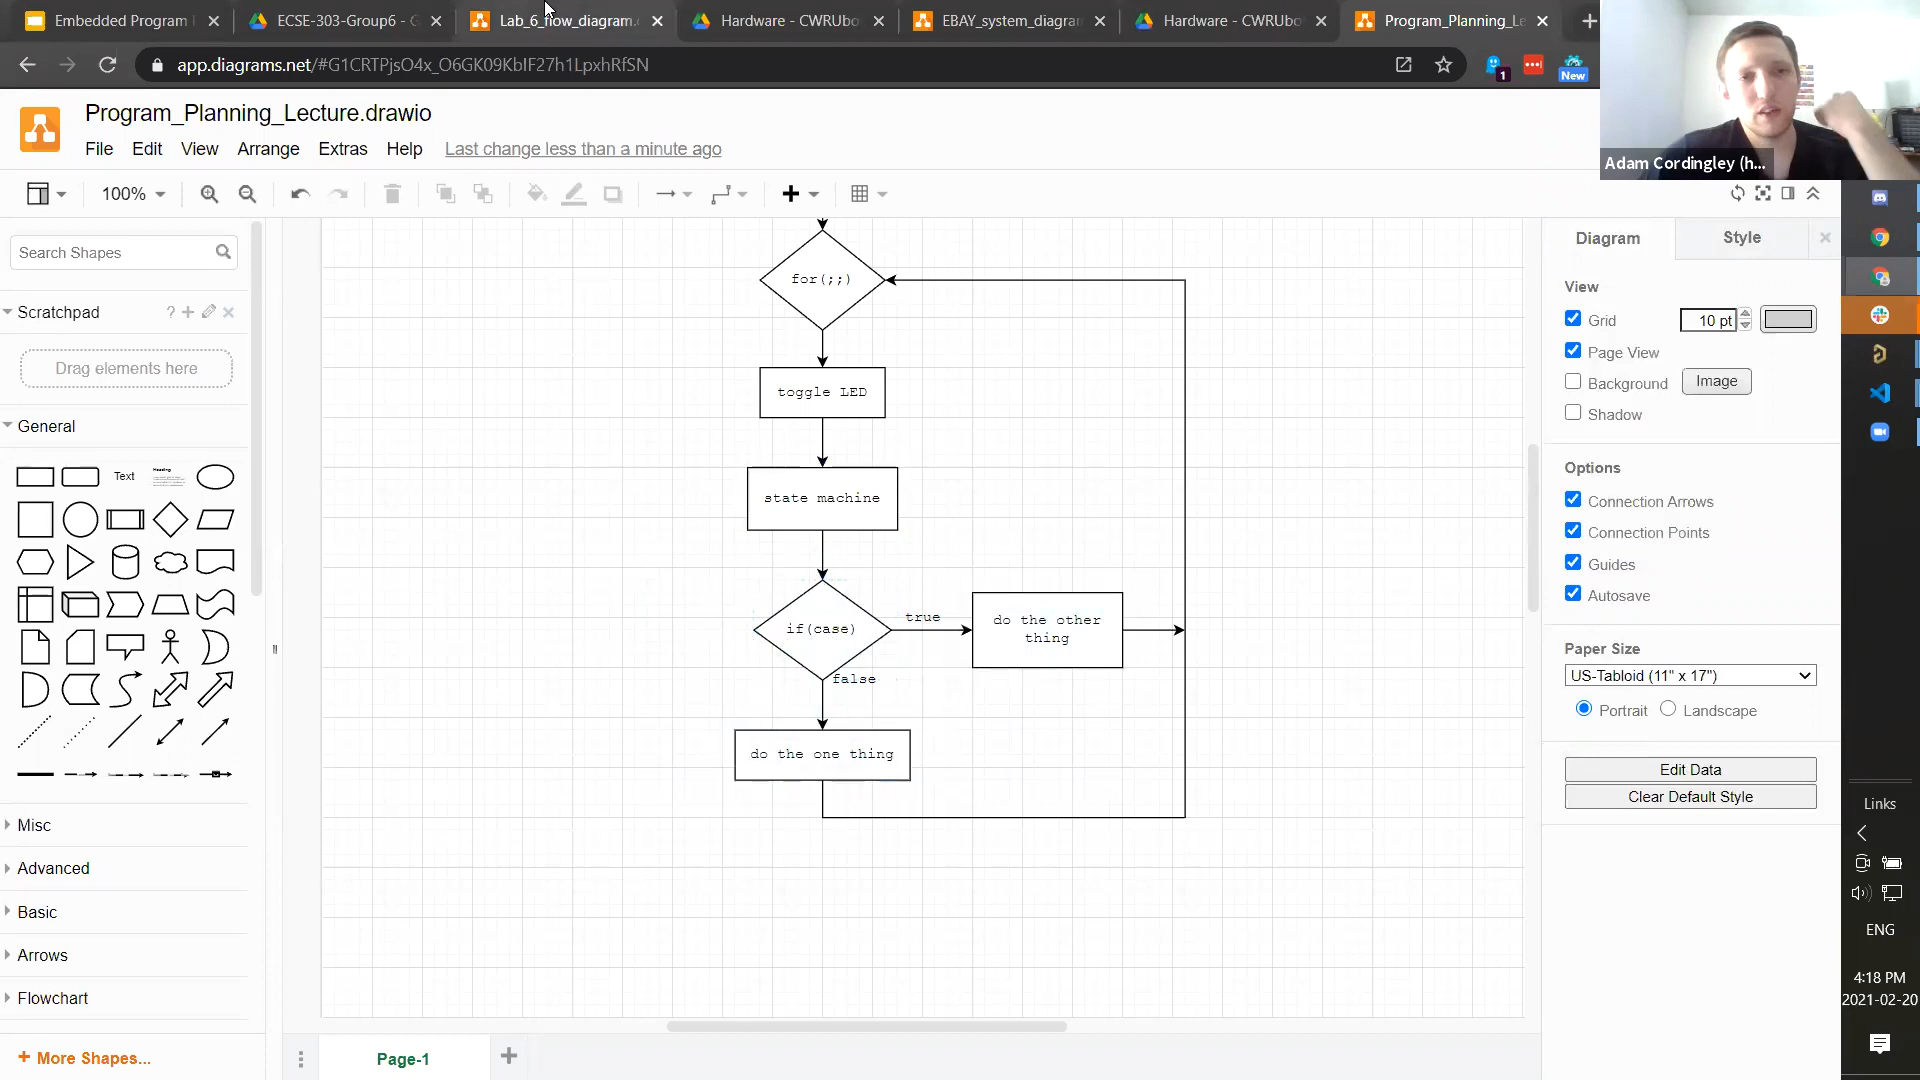 Embedded Program
ECSE-303-Group6 - G
Lab_6_flow_diagram.
Hardware - CWRUbo
EBAY_system_diagram
Hardware - CWRUbo
Program_Planning_Le
app.diagrams.net/#G1CRTPjsO4x_O6GK09KbIF27h1LpxhRfSN
1
New
Adam Cordingley (h...
Program_Planning_Lecture.drawio
File
Edit
View
Arrange
Extras
Help
Last change less than a minute ago
100%
Search Shapes
Scratchpad
?
Drag elements here
General
Text
Heading
Misc
Advanced
Basic
Arrows
Flowchart
+ More Shapes...
for(;;)
toggle LED
state machine
if(case)
true
do the other
thing
false
do the one thing
Page-1
Diagram
Style
View
Grid
10 pt
Page View
Background
Image
Shadow
Options
Connection Arrows
Connection Points
Guides
Autosave
Paper Size
US-Tabloid (11" x 17")
Portrait
Landscape
Edit Data
Clear Default Style
Links
ENG
4:18 PM
2021-02-20